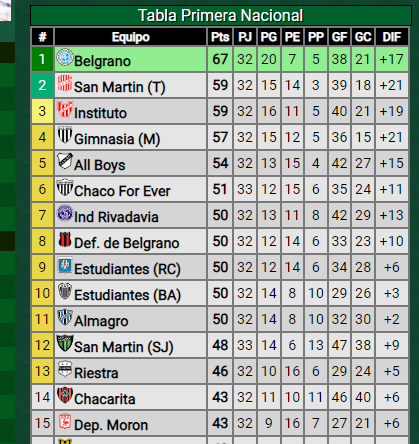 Tabla Primera Nacional
# Equipo Pts PJ PG PE PP GF GC DIF
1 Belgrano 67 32 20 7 5 38 21 +17
2 San Martin (T) 59 32 15 14 3 39 18 +21
3 Instituto 59 32 16 11 5 40 21 +19
4 Gimnasia (M) 57 32 15 12 5 36 15 +21
5 All Boys 54 32 13 15 4 42 27 +15
6 Chaco For Ever 51 33 12 15 6 35 24 +11
7 Ind Rivadavia 50 32 13 11 8 42 29 +13
8 Def. de Belgrano 50 32 12 14 6 33 23 +10
9 Estudiantes (RC) 50 32 12 14 6 34 28 +6
10 Estudiantes (BA) 50 32 14 8 10 29 26 +3
11 Almagro 50 32 14 8 10 32 30 +2
12 San Martin (SJ) 48 33 14 6 13 47 38 +9
13 Riestra 46 32 10 16 6 29 24 +5
14 Chacarita 43 32 11 10 11 46 40 +6
15 Dep. Moron 43 32 9 16 7 27 21 +6